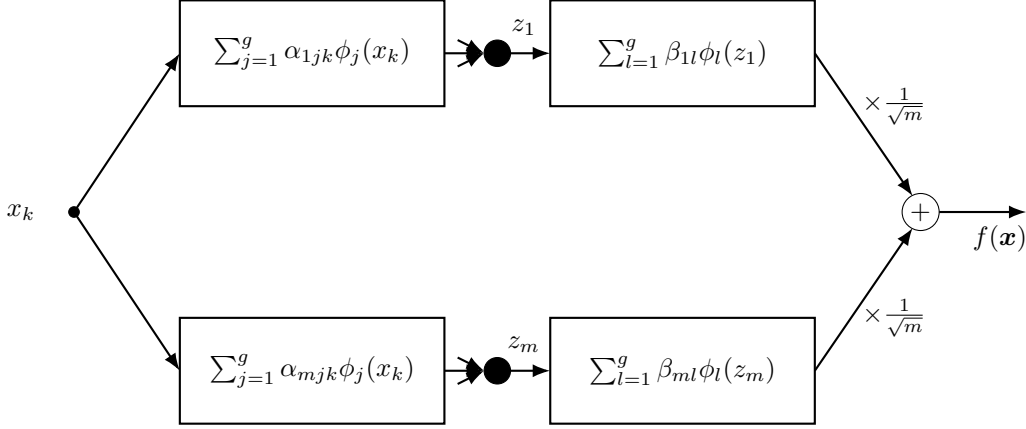 z_1
\sum_{j=1}^{g} \alpha_{1jk} \phi_j(x_k)
\sum_{l=1}^{g} \beta_{1l} \phi_l(z_1)
\times \frac{1}{\sqrt{m}}
x_k
+
f(\boldsymbol{x})
\times \frac{1}{\sqrt{m}}
z_m
\sum_{j=1}^{g} \alpha_{mjk} \phi_j(x_k)
\sum_{l=1}^{g} \beta_{ml} \phi_l(z_m)